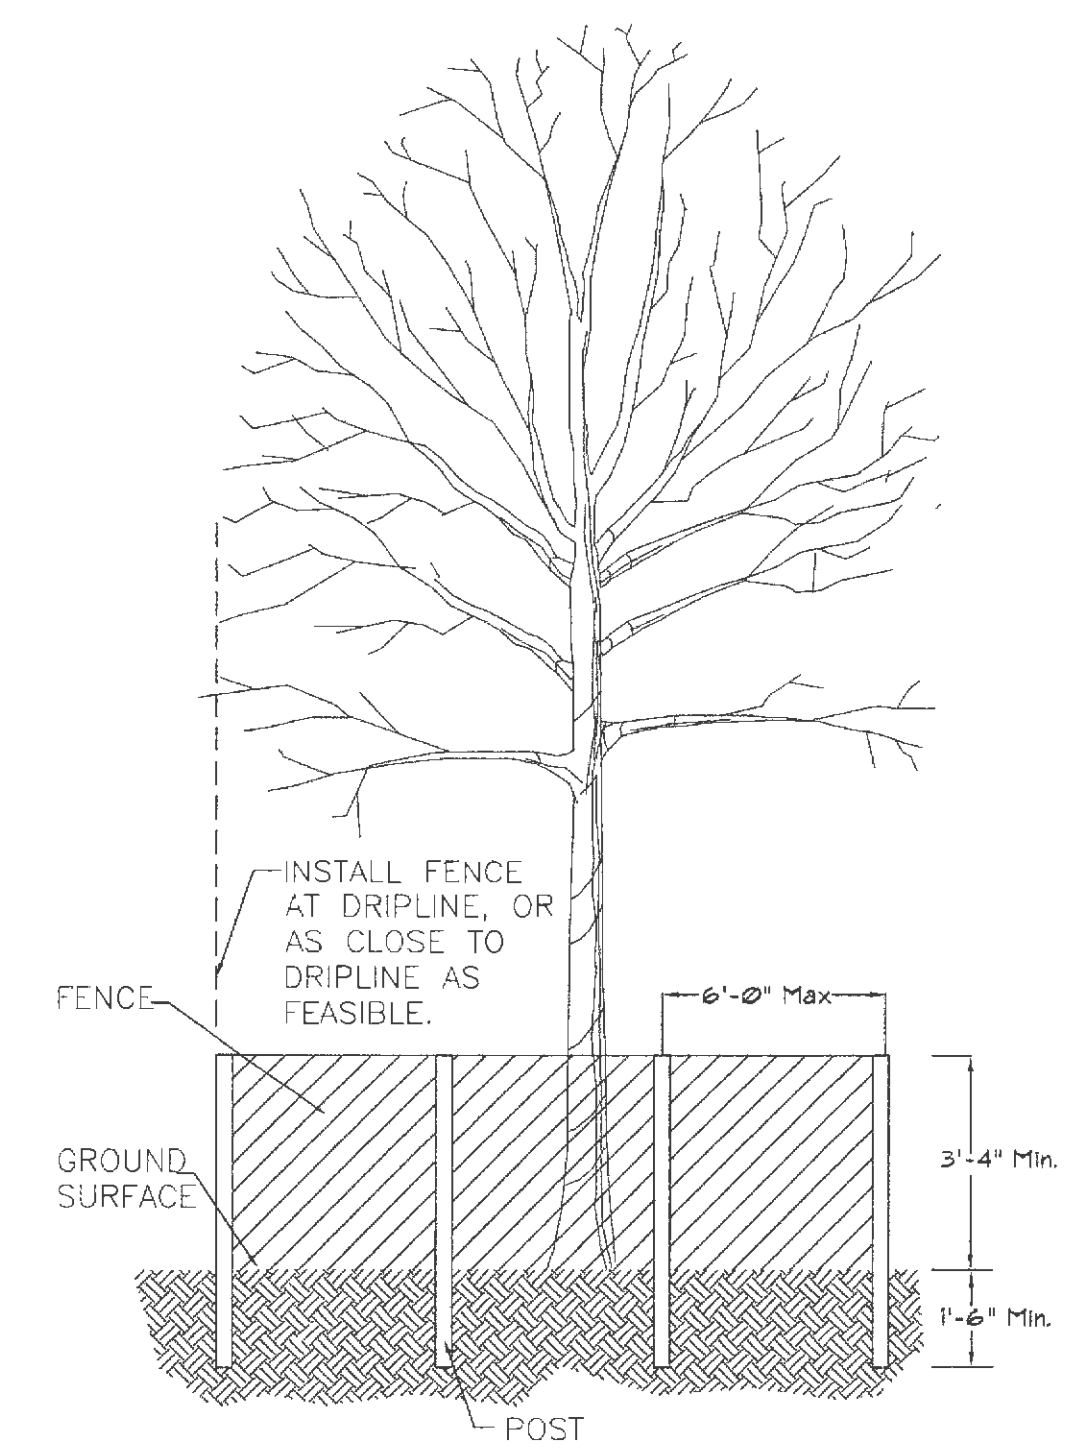 INSTALL FENCE
AT DRIPLINE, OR
AS CLOSE TO
DRIPLINE AS
FEASIBLE.
FENCE
6'-0" Max
GROUND
SURFACE
3'-4" Min.
1'-6" Min.
POST